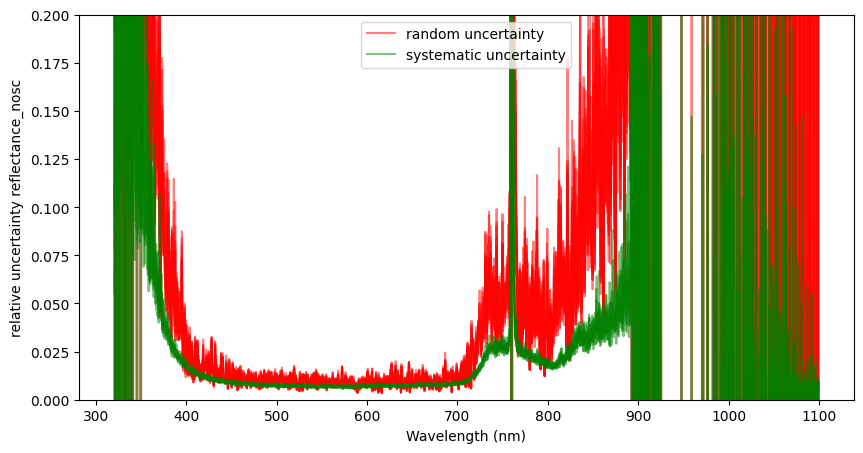 0.200
0.175
0.150
0.125
0.100
0.075
0.050
0.025
0.000
relative uncertainty reflectance_nosc
random uncertainty
systematic uncertainty
300 400 500 600 700 800 900 1000 1100
Wavelength (nm)